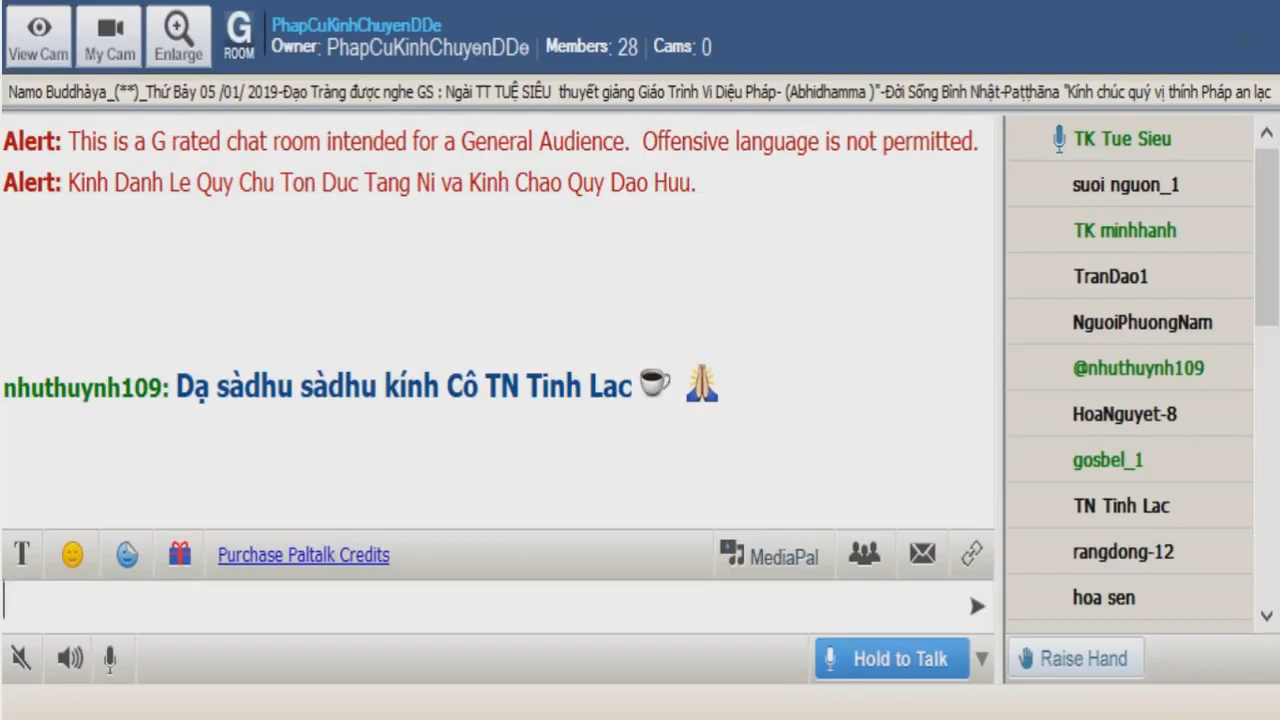 PhapCuKinhChuyenDDe
View Cam My Cam Enlarge G ROOM Owner: PhapCuKinhChuyenDDe Members: 28 Cams: 0
Namo Buddhàya_(**)_Thứ Bảy 05 /01/ 2019-Đạo Tràng được nghe GS : Ngài TT TUỆ SIÊU thuyết giảng Giáo Trình Vi Diệu Pháp- (Abhidhamma )"-Đời Sống Bình Nhật-Paṭṭhāna "Kính chúc quý vị thính Pháp an lạc
Alert: This is a G rated chat room intended for a General Audience. Offensive language is not permitted.
Alert: Kinh Danh Le Quy Chu Ton Duc Tang Ni va Kinh Chao Quy Dao Huu.
nhuthuynh109: Dạ sàdhu sàdhu kính Cô TN Tinh Lac
TK Tue Sieu
suoi nguon_1
TK minhhanh
TranDao1
NguoiPhuongNam
@nhuthuynh109
HoaNguyet-8
gosbel_1
TN Tinh Lac
rangdong-12
hoa sen
T Purchase Paltalk Credits MediaPal
Hold to Talk Raise Hand